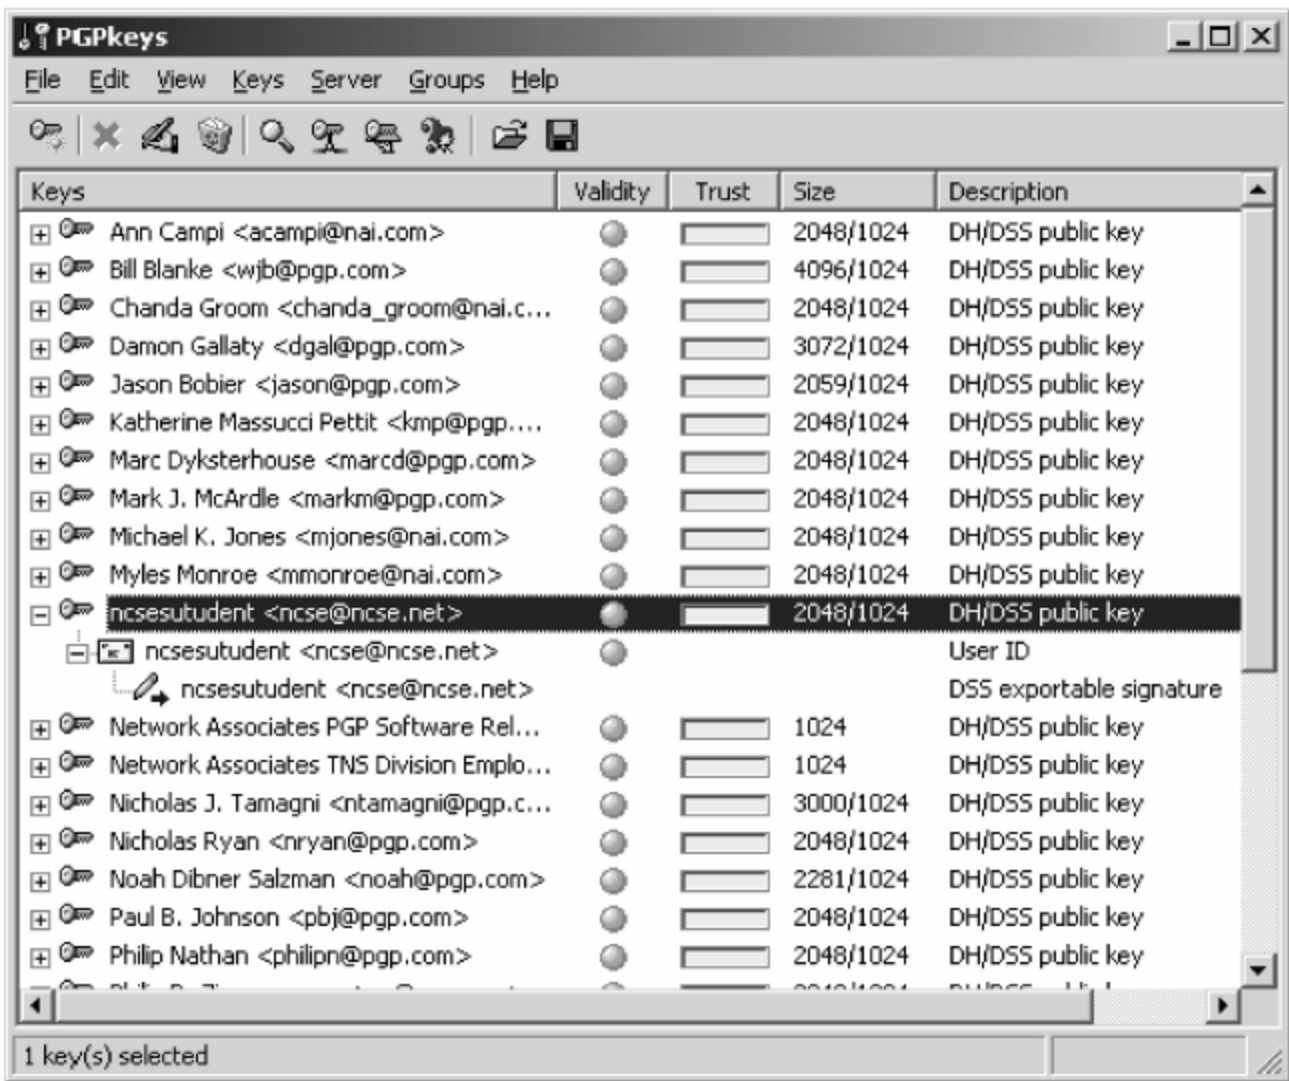 PGPkeys
File Edit View Keys Server Groups Help
Keys Validity Trust Size Description
Ann Campi <acampi@nai.com> 2048/1024 DH/DSS public key
Bill Blanke <wjb@pgp.com> 4096/1024 DH/DSS public key
Chanda Groom <chanda_groom@nai.c... 2048/1024 DH/DSS public key
Damon Gallaty <dgal@pgp.com> 3072/1024 DH/DSS public key
Jason Bobier <jason@pgp.com> 2059/1024 DH/DSS public key
Katherine Massucci Pettit <kmp@pgp.... 2048/1024 DH/DSS public key
Marc Dyksterhouse <marcd@pgp.com> 2048/1024 DH/DSS public key
Mark J. McArdle <markm@pgp.com> 2048/1024 DH/DSS public key
Michael K. Jones <mjones@nai.com> 2048/1024 DH/DSS public key
Myles Monroe <mmonroe@nai.com> 2048/1024 DH/DSS public key
ncsesutudent <ncse@ncse.net> 2048/1024 DH/DSS public key
ncsesutudent <ncse@ncse.net> User ID
ncsesutudent <ncse@ncse.net> DSS exportable signature
Network Associates PGP Software Rel... 1024 DH/DSS public key
Network Associates TNS Division Emplo... 1024 DH/DSS public key
Nicholas J. Tamagni <ntamagni@pgp.c... 3000/1024 DH/DSS public key
Nicholas Ryan <nryan@pgp.com> 2048/1024 DH/DSS public key
Noah Dibner Salzman <noah@pgp.com> 2281/1024 DH/DSS public key
Paul B. Johnson <pbj@pgp.com> 2048/1024 DH/DSS public key
Philip Nathan <philipn@pgp.com> 2048/1024 DH/DSS public key
1 key(s) selected